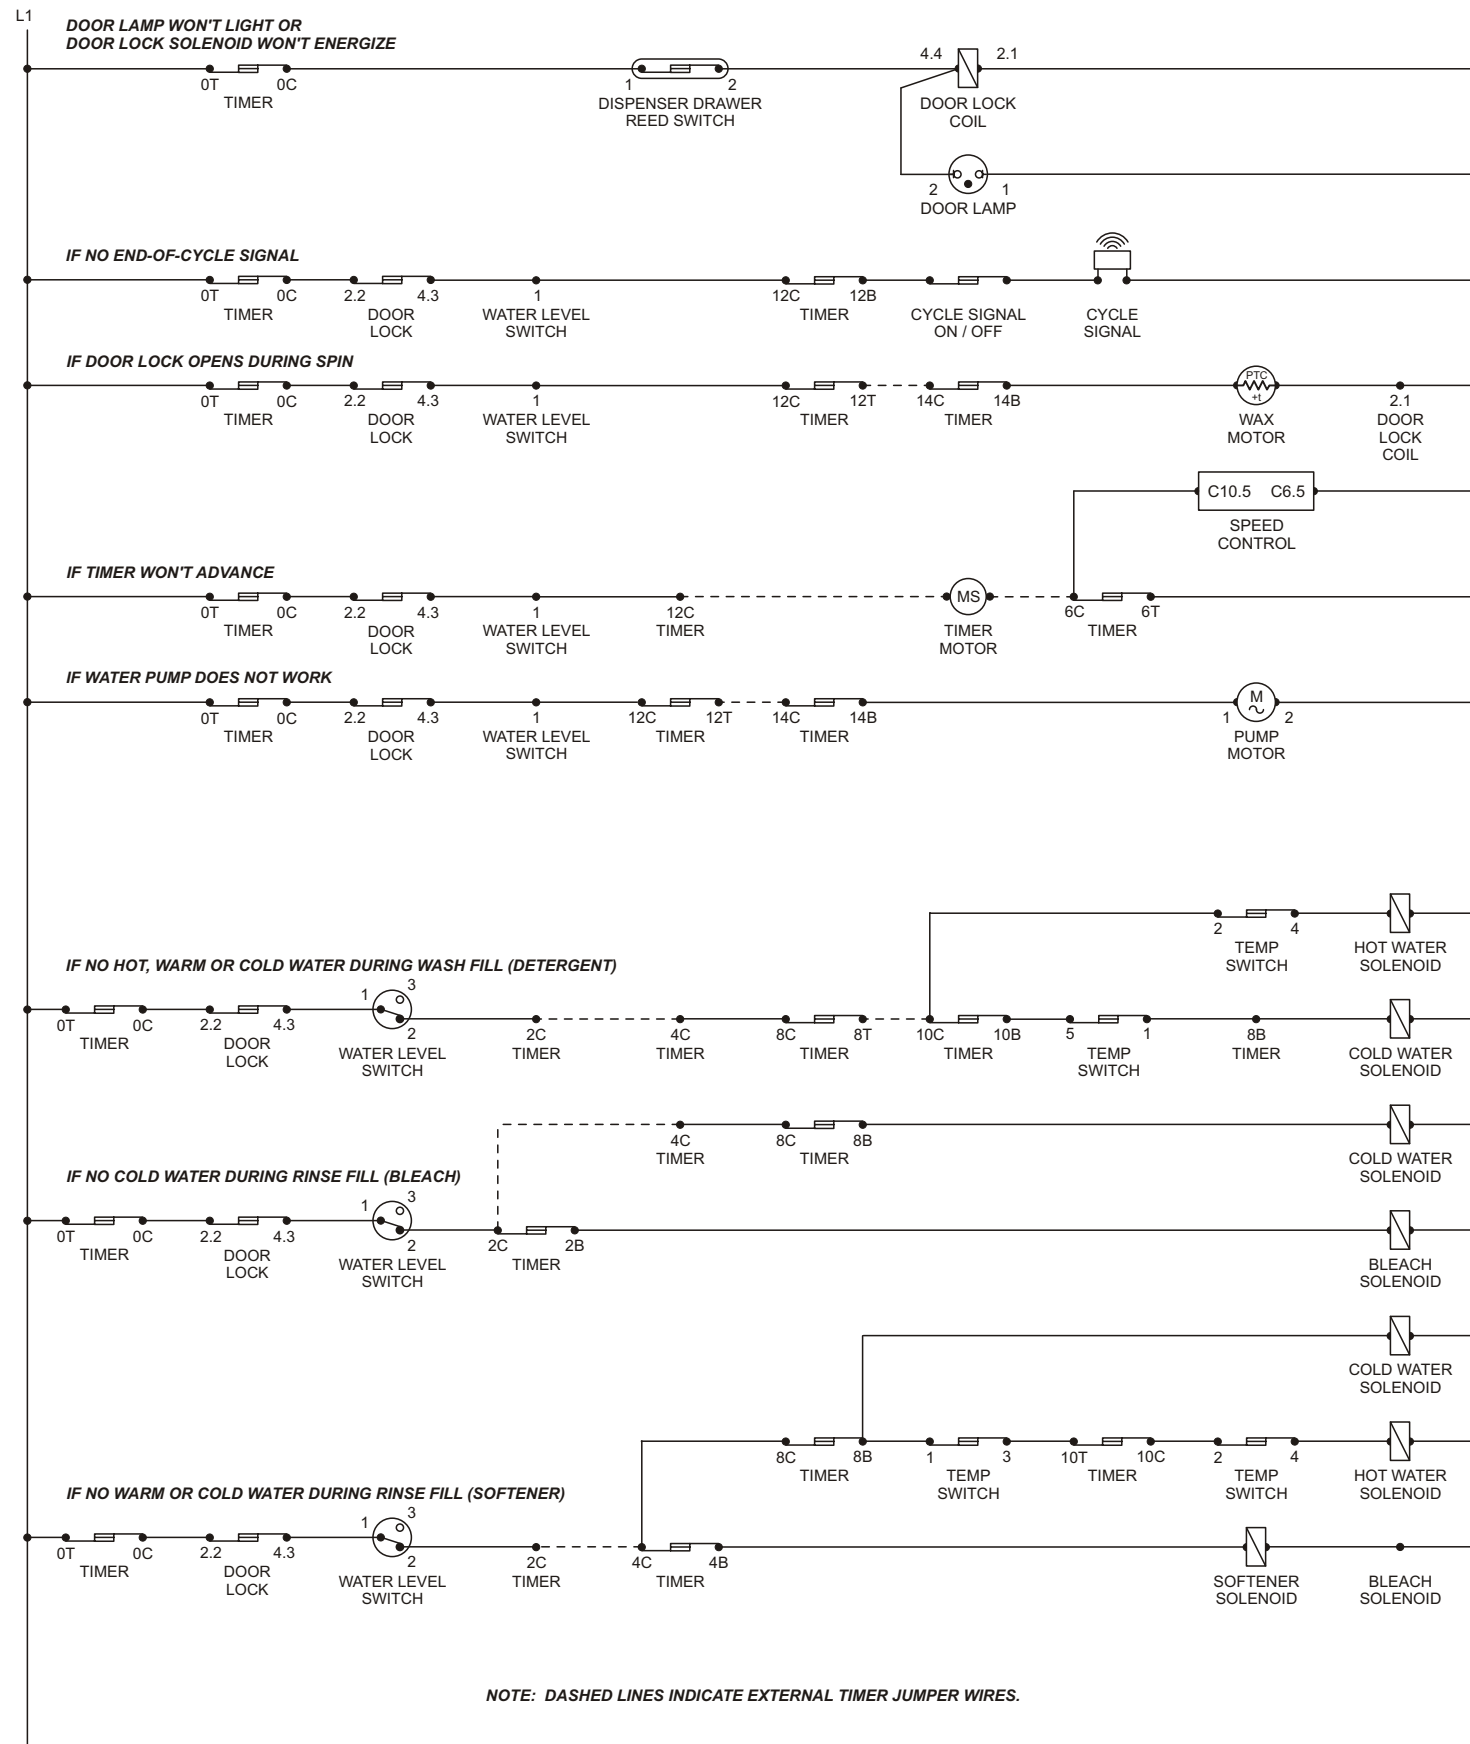 L1
DOOR LAMP WON'T LIGHT OR
DOOR LOCK SOLENOID WON'T ENERGIZE
4.4 2.1
0T 0C 1 2
TIMER DISPENSER DRAWER DOOR LOCK
REED SWITCH COIL
2 1
DOOR LAMP
IF NO END-OF-CYCLE SIGNAL
0T 0C 2.2 4.3 1 12C 12B
TIMER DOOR WATER LEVEL TIMER CYCLE SIGNAL CYCLE
LOCK SWITCH ON / OFF SIGNAL
IF DOOR LOCK OPENS DURING SPIN
PTC
+t
0T 0C 2.2 4.3 1 12C 12T 14C 14B 2.1
TIMER DOOR WATER LEVEL TIMER TIMER WAX DOOR
LOCK SWITCH MOTOR LOCK
COIL
C10.5 C6.5
SPEED
CONTROL
IF TIMER WON'T ADVANCE
MS
0T 0C 2.2 4.3 1 12C 6C 6T
TIMER DOOR WATER LEVEL TIMER TIMER TIMER
LOCK SWITCH MOTOR
IF WATER PUMP DOES NOT WORK
M
0T 0C 2.2 4.3 1 12C 12T 14C 14B 1 2
TIMER DOOR WATER LEVEL TIMER TIMER PUMP
LOCK SWITCH MOTOR
2 4
TEMP HOT WATER
SWITCH SOLENOID
IF NO HOT, WARM OR COLD WATER DURING WASH FILL (DETERGENT)
1 3
0T 0C 2.2 4.3 2 2C 4C 8C 8T 10C 10B 5 1 8B
TIMER DOOR WATER LEVEL TIMER TIMER TIMER TIMER TEMP TIMER COLD WATER
LOCK SWITCH SWITCH SOLENOID
4C 8C 8B
TIMER TIMER COLD WATER
SOLENOID
IF NO COLD WATER DURING RINSE FILL (BLEACH)
1 3
0T 0C 2.2 4.3 2 2C 2B
TIMER DOOR WATER LEVEL TIMER BLEACH
LOCK SWITCH SOLENOID
COLD WATER
SOLENOID
8C 8B 1 3 10T 10C 2 4
TIMER TEMP TIMER TEMP HOT WATER
SWITCH SWITCH SOLENOID
IF NO WARM OR COLD WATER DURING RINSE FILL (SOFTENER)
1 3
0T 0C 2.2 4.3 2 2C 4C 4B
TIMER DOOR WATER LEVEL TIMER TIMER SOFTENER BLEACH
LOCK SWITCH SOLENOID SOLENOID
NOTE: DASHED LINES INDICATE EXTERNAL TIMER JUMPER WIRES.